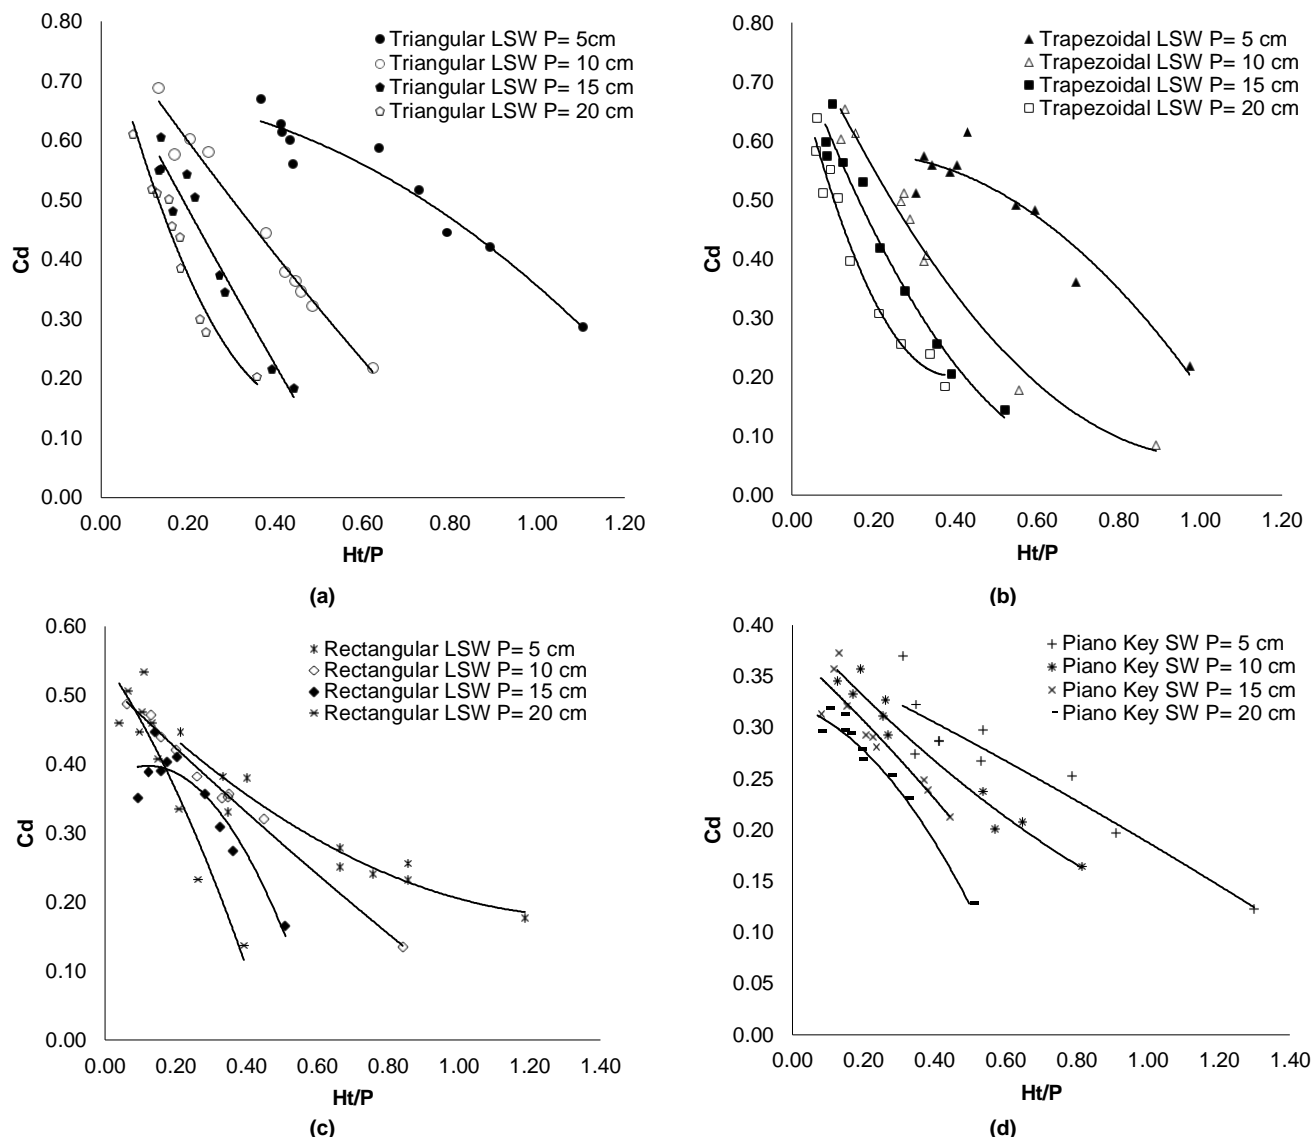 0.80
0.70
0.60
0.50
0.40
0.30
0.20
0.10
0.00
Cd
Triangular LSW P= 5cm
Triangular LSW P= 10 cm
Triangular LSW P= 15 cm
Triangular LSW P= 20 cm
0.00 0.20 0.40 0.60 0.80 1.00 1.20
Ht/P
(a)
0.80
0.70
0.60
0.50
0.40
0.30
0.20
0.10
0.00
Cd
Trapezoidal LSW P= 5 cm
Trapezoidal LSW P= 10 cm
Trapezoidal LSW P= 15 cm
Trapezoidal LSW P= 20 cm
0.00 0.20 0.40 0.60 0.80 1.00 1.20
Ht/P
(b)
0.60
0.50
0.40
0.30
0.20
0.10
0.00
Cd
Rectangular LSW P= 5 cm
Rectangular LSW P= 10 cm
Rectangular LSW P= 15 cm
Rectangular LSW P= 20 cm
0.00 0.20 0.40 0.60 0.80 1.00 1.20 1.40
Ht/P
(c)
0.40
0.35
0.30
0.25
0.20
0.15
0.10
0.05
0.00
Cd
Piano Key SW P= 5 cm
Piano Key SW P= 10 cm
Piano Key SW P= 15 cm
Piano Key SW P= 20 cm
0.00 0.20 0.40 0.60 0.80 1.00 1.20 1.40
Ht/P
(d)